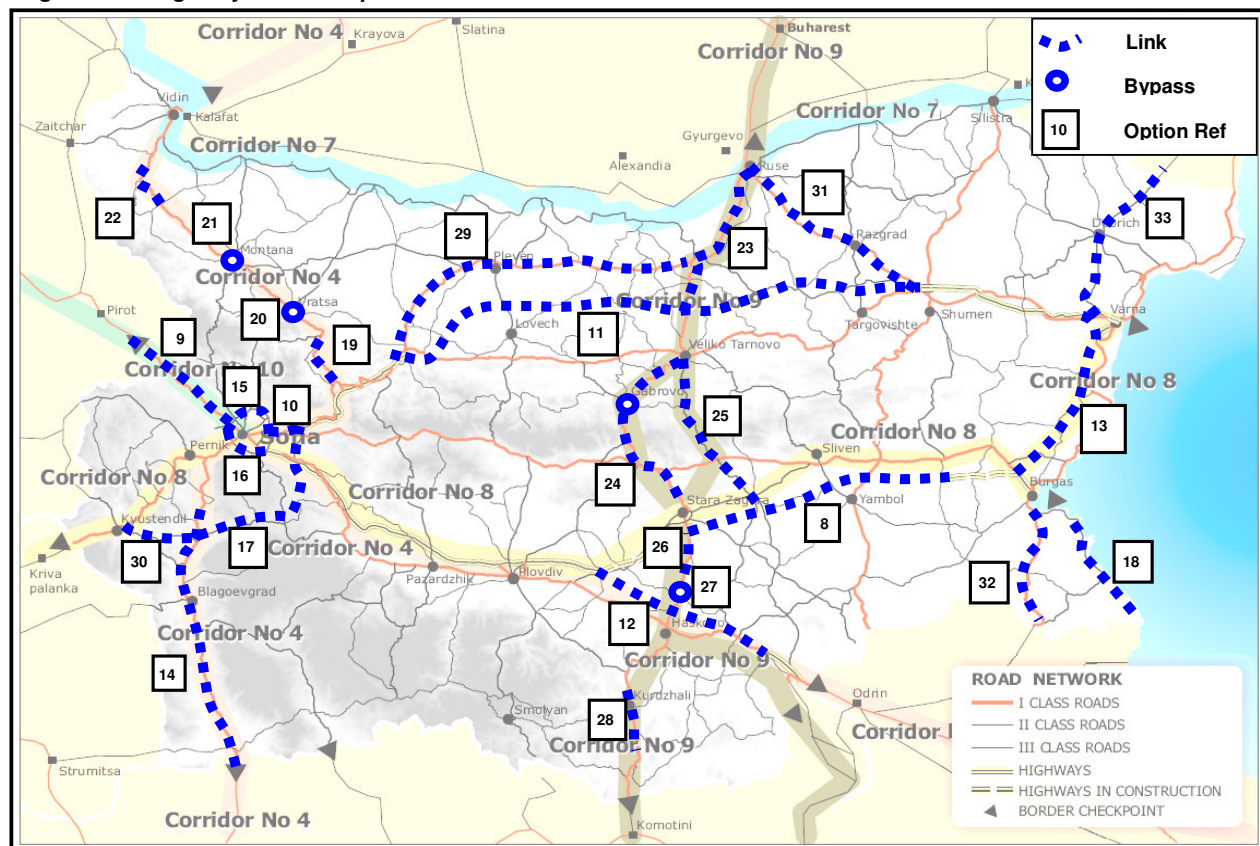 Corridor No 4
Krayova
Slatina
Buharest
Corridor No 9
Link
Bypass
10
Option Ref
Vidin
Kalafat
Zaitchar
Corridor No 7
Corridor No 7
Gyurgevo
Alexandia
Ruse
Silistra
K
22
21
Montana
Corridor No 4
29
Pleven
23
31
Razgrad
33
Dobrich
Pirot
20
Vratsa
9
Corridor No 10
19
Lovech
11
Corridor No 9
Targovishte
Shumen
Varna
Veliko Tarnovo
15
10
Sofia
Pernik
16
Gabrovo
25
Corridor No 8
13
Corridor No 8
Sliven
Corridor No 8
Corridor No 8
24
Stara Zagora
Yambol
Burgas
8
Kyustendil
30
17
Corridor No 4
26
27
Kriva
palanka
Blagoevgrad
Pazardzhik
Plovdiv
12
Haskovo
32
18
Corridor No 4
Corridor No 9
14
Smolyan
28
Kurdzhali
Corridor No 9
Odrin
Strumitsa
Corridor No 4
Komotini
ROAD NETWORK
I CLASS ROADS
II CLASS ROADS
III CLASS ROADS
HIGHWAYS
HIGHWAYS IN CONSTRUCTION
BORDER CHECKPOINT